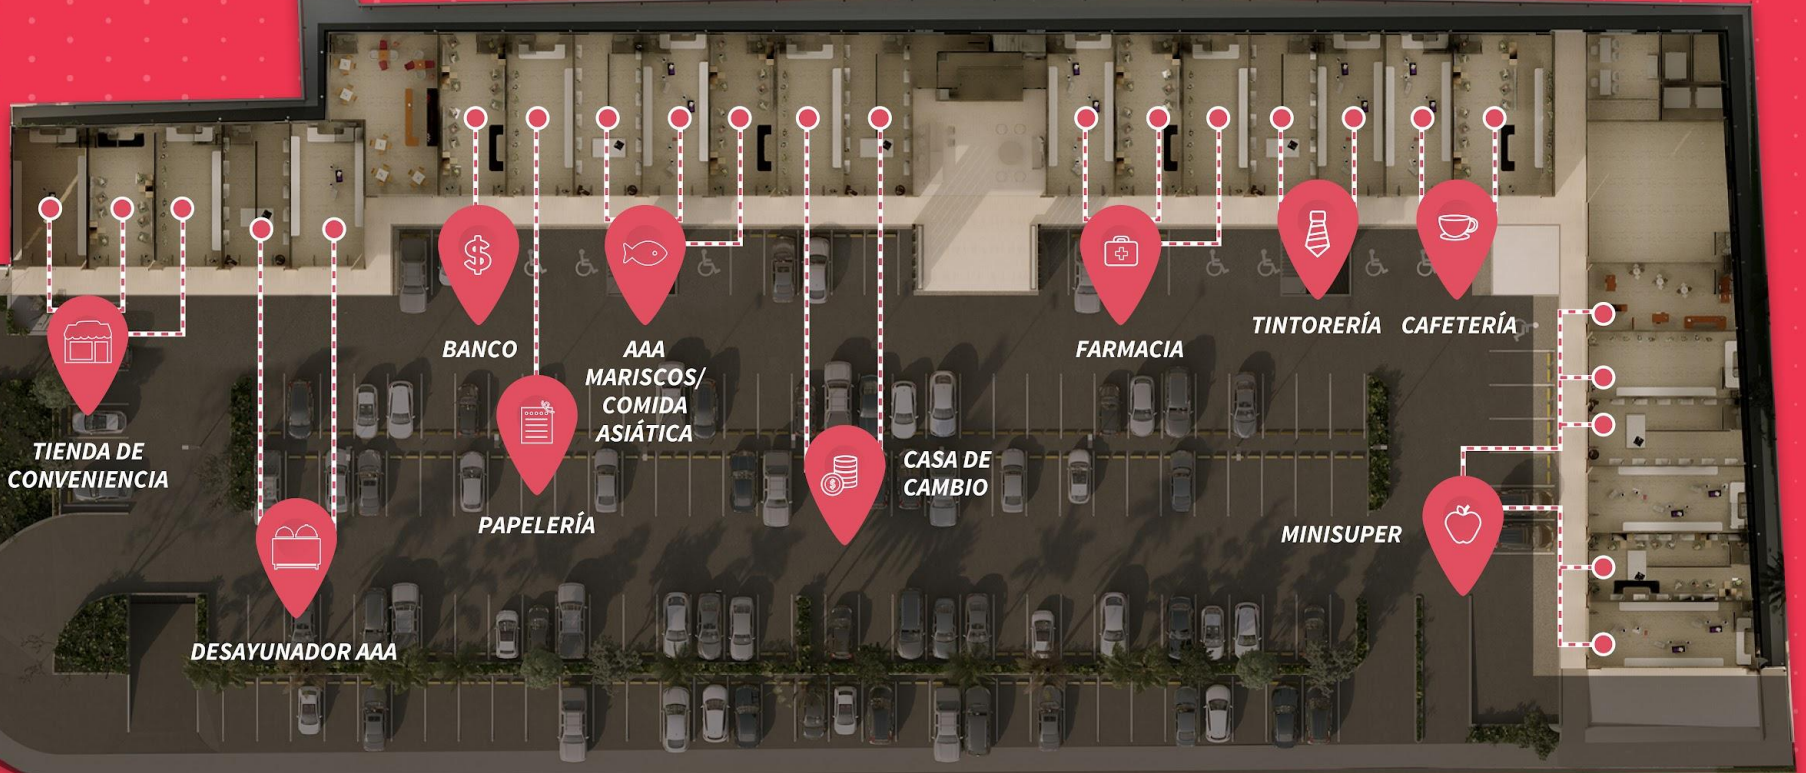 BANCO
AAA
MARISCOS/
COMIDA
ASIÁTICA
FARMACIA
TINTORERÍA
CAFETERÍA
TIENDA DE
CONVENIENCIA
PAPELERÍA
CASA DE
CAMBIO
MINISUPER
DESAYUNADOR AAA